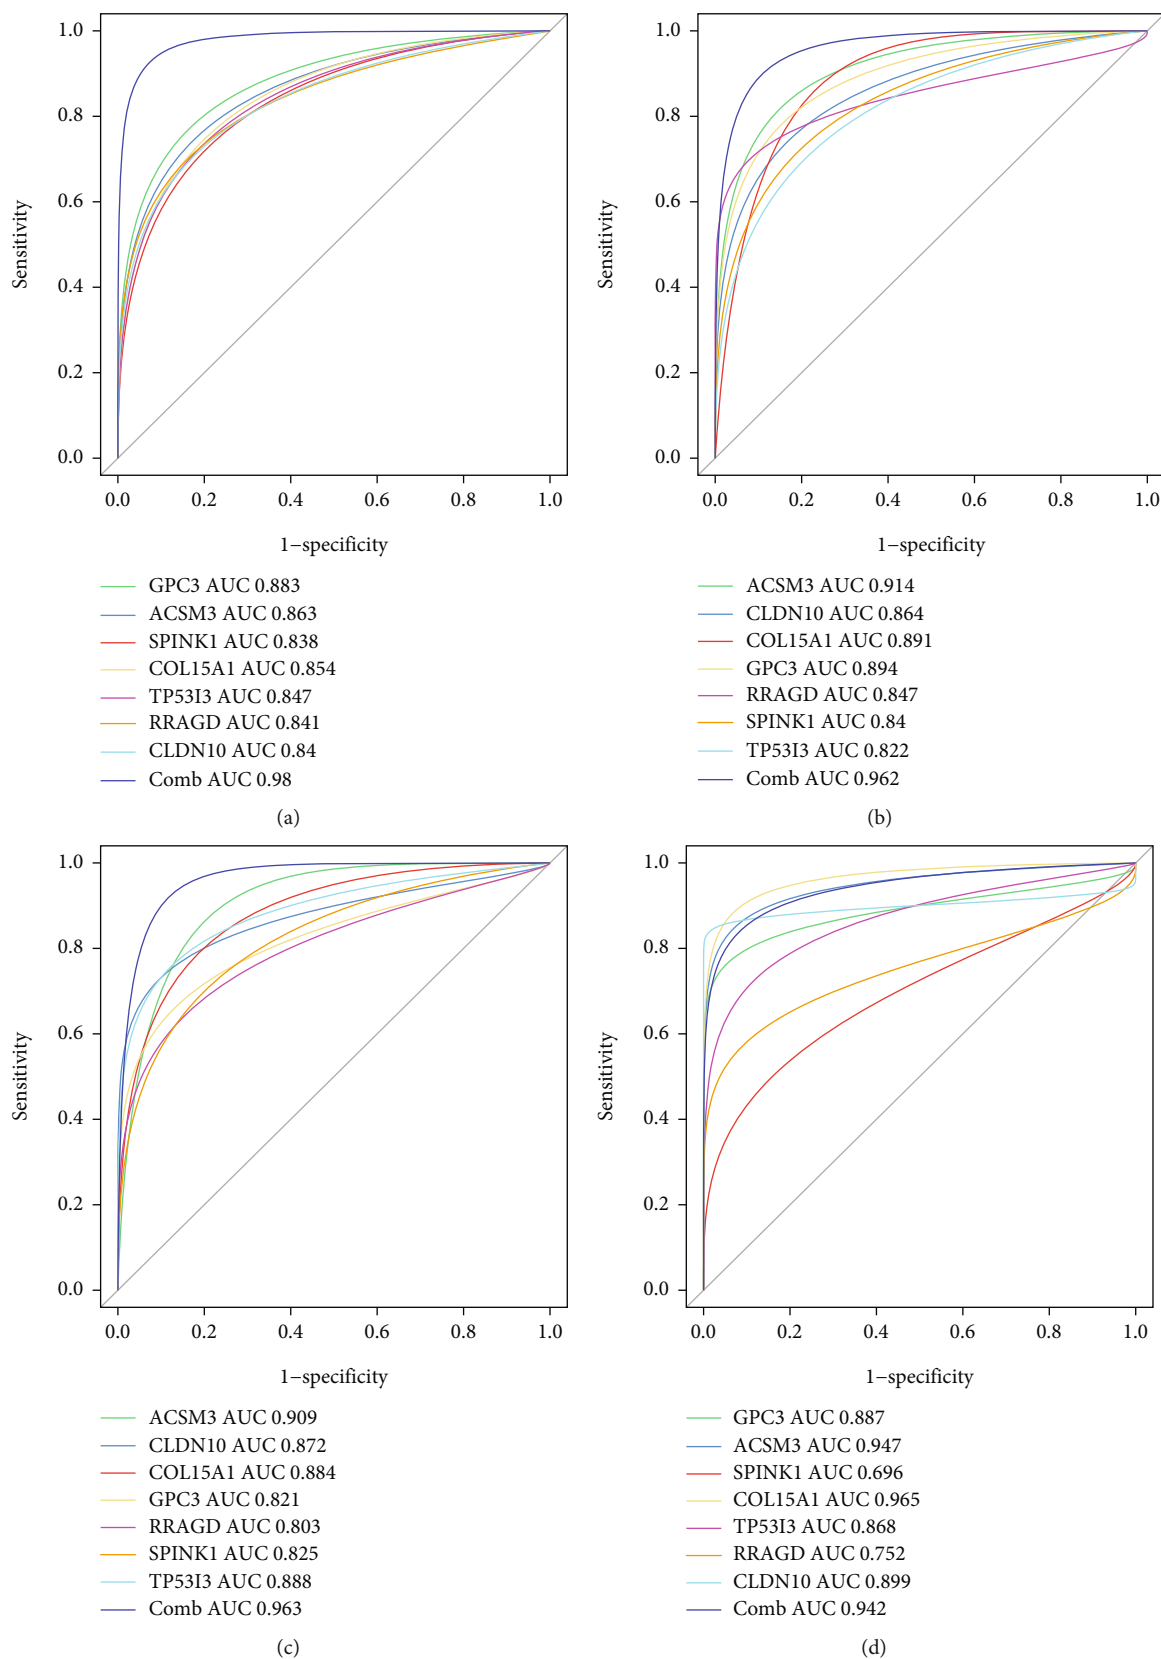 1.0
0.8
0.6
0.4
0.2
0.0
Sensitivity
0.0 0.2 0.4 0.6 0.8 1.0
1−specificity
GPC3 AUC 0.883
ACSM3 AUC 0.863
SPINK1 AUC 0.838
COL15A1 AUC 0.854
TP53I3 AUC 0.847
RRAGD AUC 0.841
CLDN10 AUC 0.84
Comb AUC 0.98
(a)
1.0
0.8
0.6
0.4
0.2
0.0
Sensitivity
0.0 0.2 0.4 0.6 0.8 1.0
1−specificity
ACSM3 AUC 0.914
CLDN10 AUC 0.864
COL15A1 AUC 0.891
GPC3 AUC 0.894
RRAGD AUC 0.847
SPINK1 AUC 0.84
TP53I3 AUC 0.822
Comb AUC 0.962
(b)
1.0
0.8
0.6
0.4
0.2
0.0
Sensitivity
0.0 0.2 0.4 0.6 0.8 1.0
1−specificity
ACSM3 AUC 0.909
CLDN10 AUC 0.872
COL15A1 AUC 0.884
GPC3 AUC 0.821
RRAGD AUC 0.803
SPINK1 AUC 0.825
TP53I3 AUC 0.888
Comb AUC 0.963
(c)
1.0
0.8
0.6
0.4
0.2
0.0
Sensitivity
0.0 0.2 0.4 0.6 0.8 1.0
1−specificity
GPC3 AUC 0.887
ACSM3 AUC 0.947
SPINK1 AUC 0.696
COL15A1 AUC 0.965
TP53I3 AUC 0.868
RRAGD AUC 0.752
CLDN10 AUC 0.899
Comb AUC 0.942
(d)